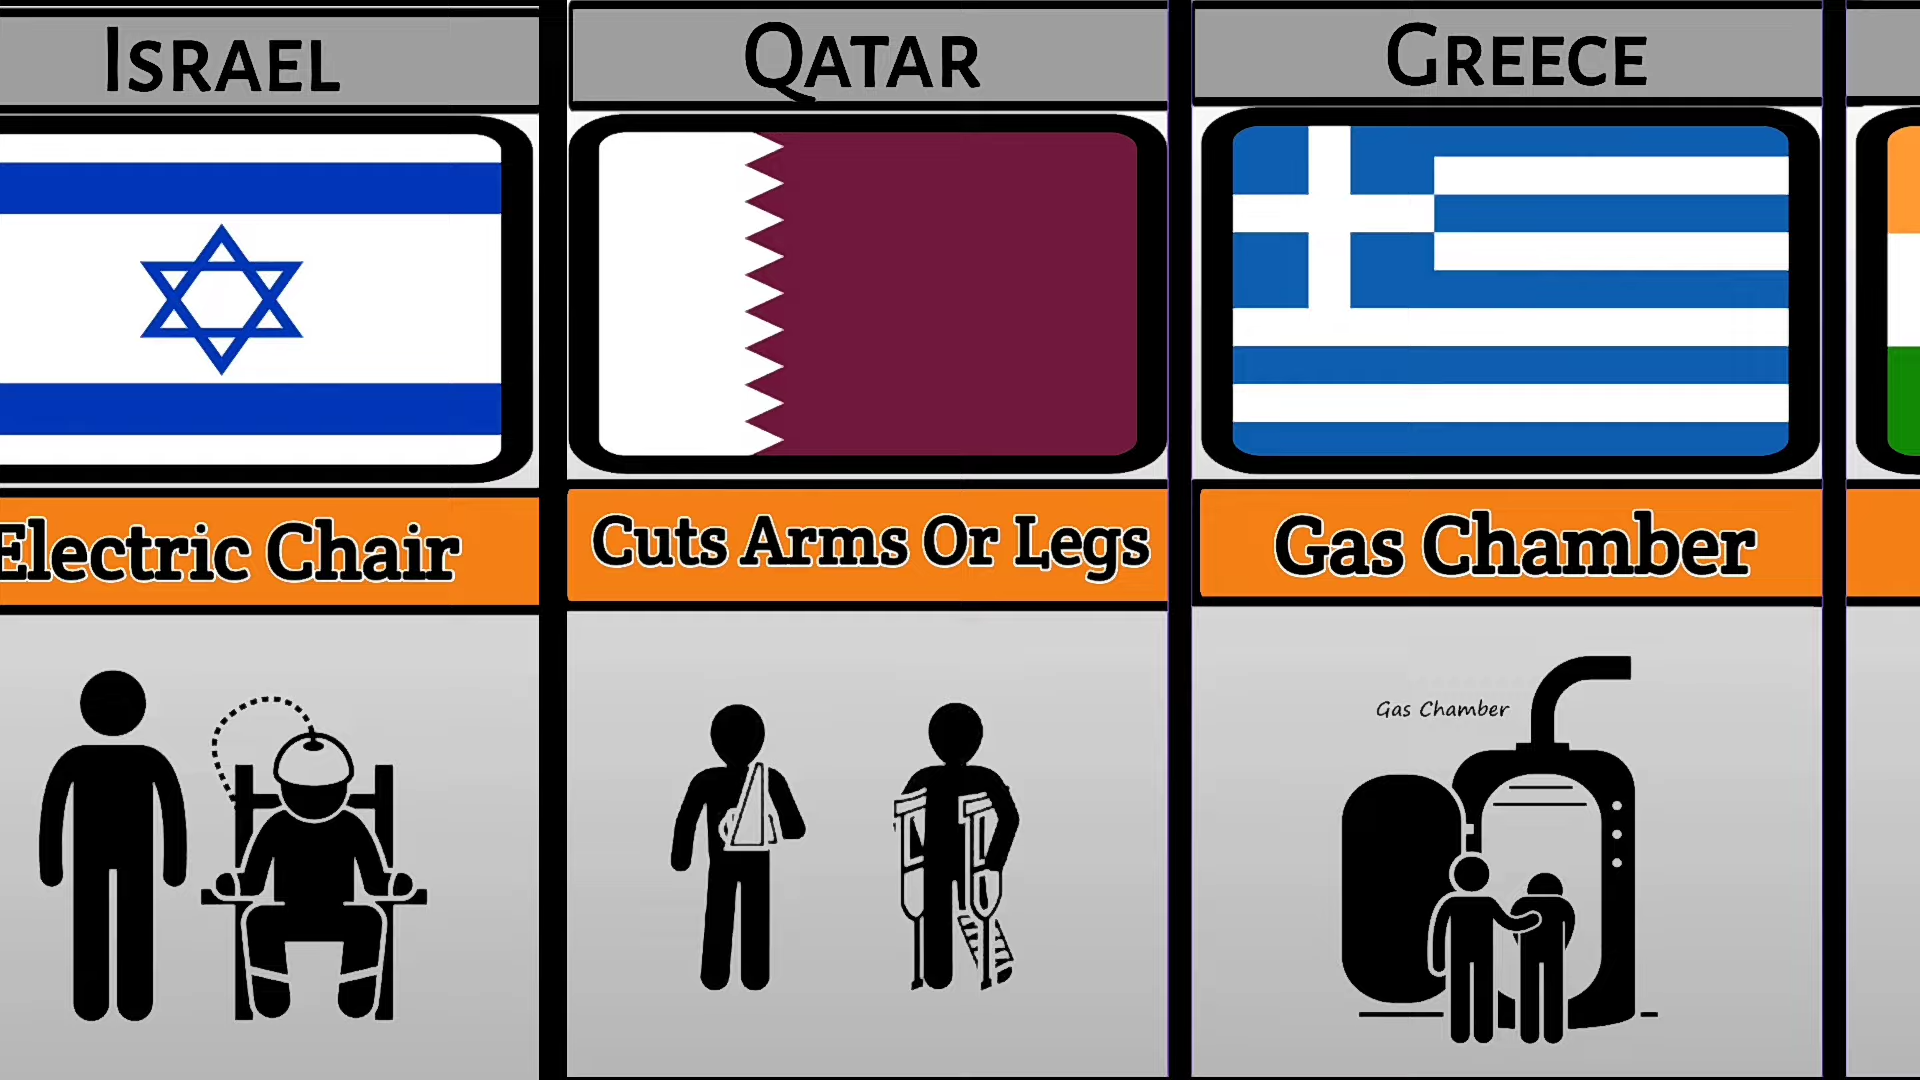 ISRAEL
QATAR
GREECE
Electric Chair
Cuts Arms Or Legs
Gas Chamber
Gas Chamber